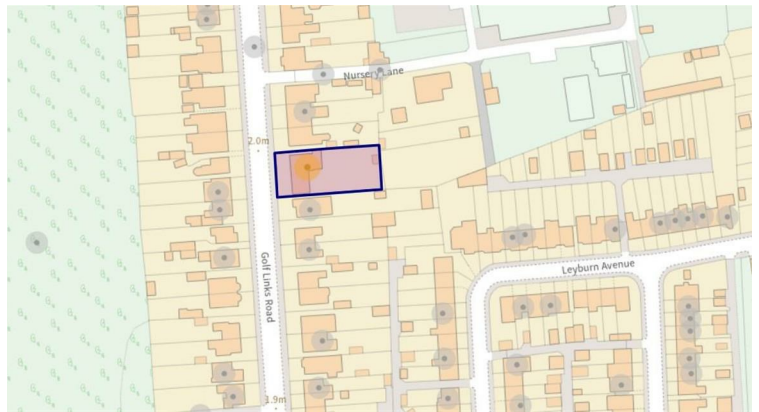 Nursery Lane
2.0m
Golf Links Road
Leyburn Avenue
1.9m